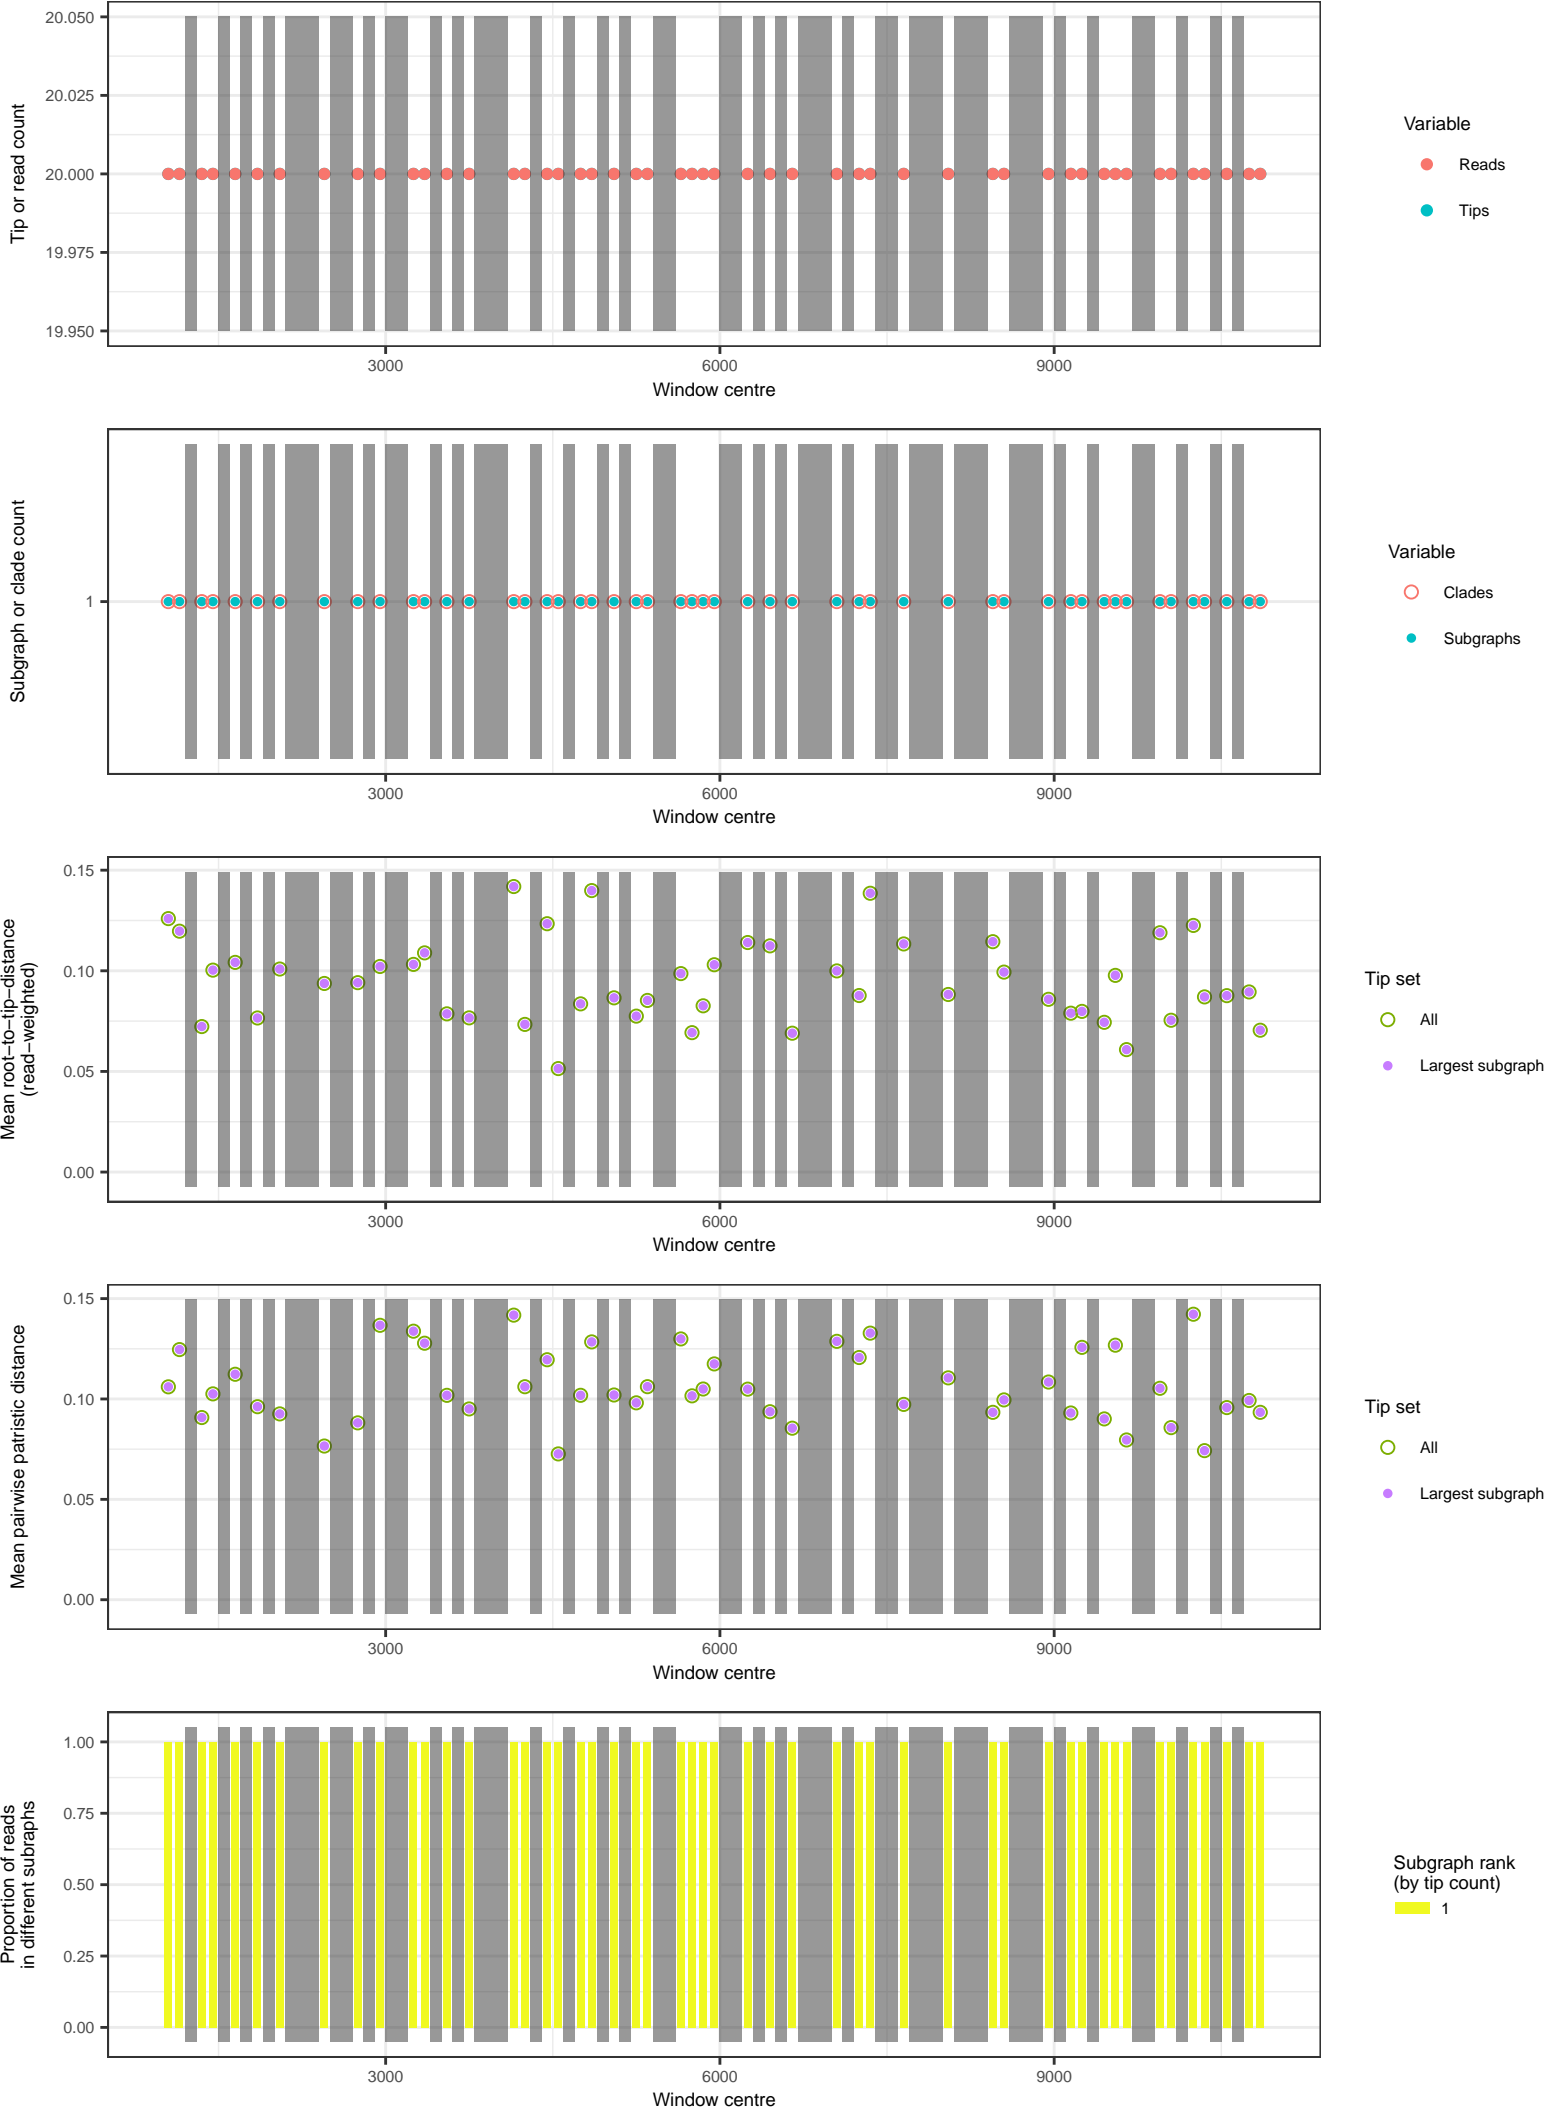 20.050
20.025
20.000
19.975
19.950
Tip or read count
3000
6000
9000
Window centre
Variable
Reads
Tips
1
Subgraph or clade count
3000
6000
9000
Window centre
Variable
Clades
Subgraphs
0.15
0.10
0.05
0.00
Mean root−to−tip−distance
(read−weighted)
3000
6000
9000
Window centre
Tip set
All
Largest subgraph
0.15
0.10
0.05
0.00
Mean pairwise patristic distance
3000
6000
9000
Window centre
Tip set
All
Largest subgraph
1.00
0.75
0.50
0.25
0.00
Proportion of reads
in different subraphs
3000
6000
9000
Window centre
Subgraph rank
(by tip count)
1